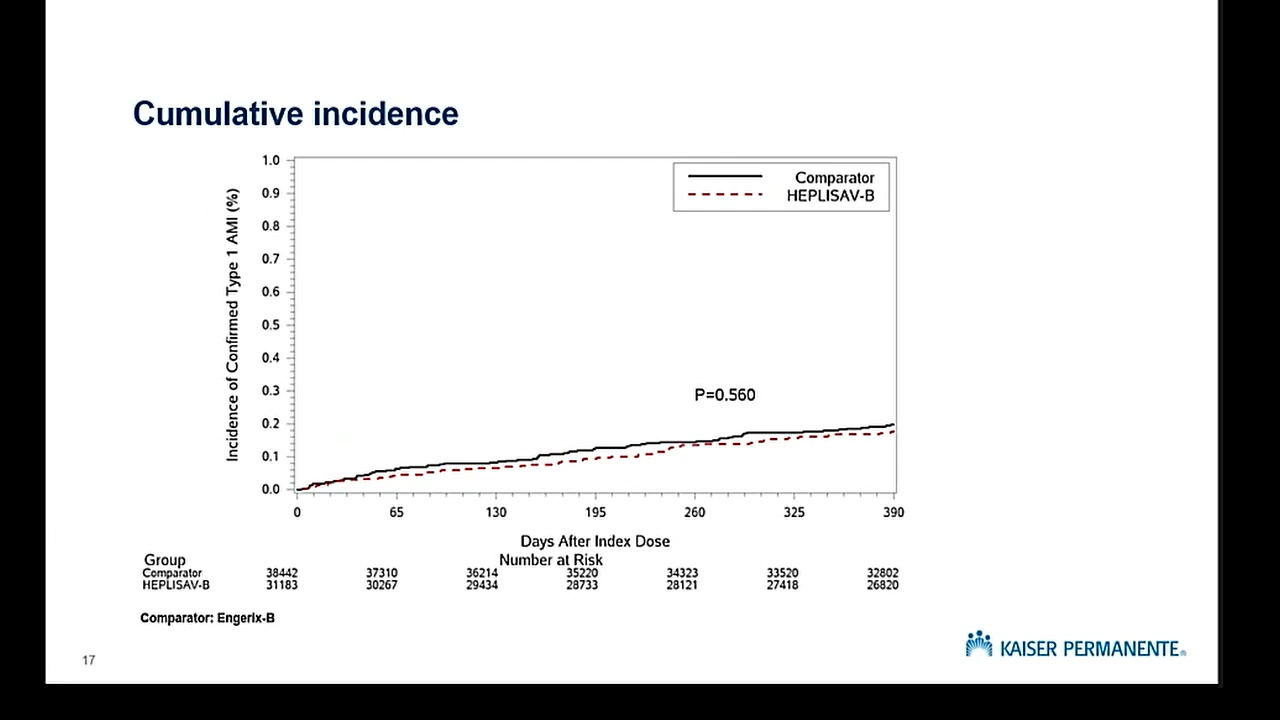 Cumulative incidence
1.0
0.9
0.8
0.7
0.6
0.5
0.4
0.3
0.2
0.1
0.0
Incidence of Confirmed Type 1 AMI (%)
Comparator
HEPLISAV-B
P=0.560
0 65 130 195 260 325 390
Days After Index Dose
Group Number at Risk
Comparator 38442 37310 36214 35220 34323 33520 32802
HEPLISAV-B 31183 30267 29434 28733 28121 27418 26820
Comparator: Engerix-B
17
KAISER PERMANENTE®